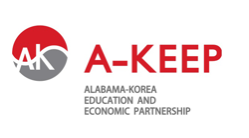 AK
A-KEEP
ALABAMA-KOREA
EDUCATION AND
ECONOMIC PARTNERSHIP